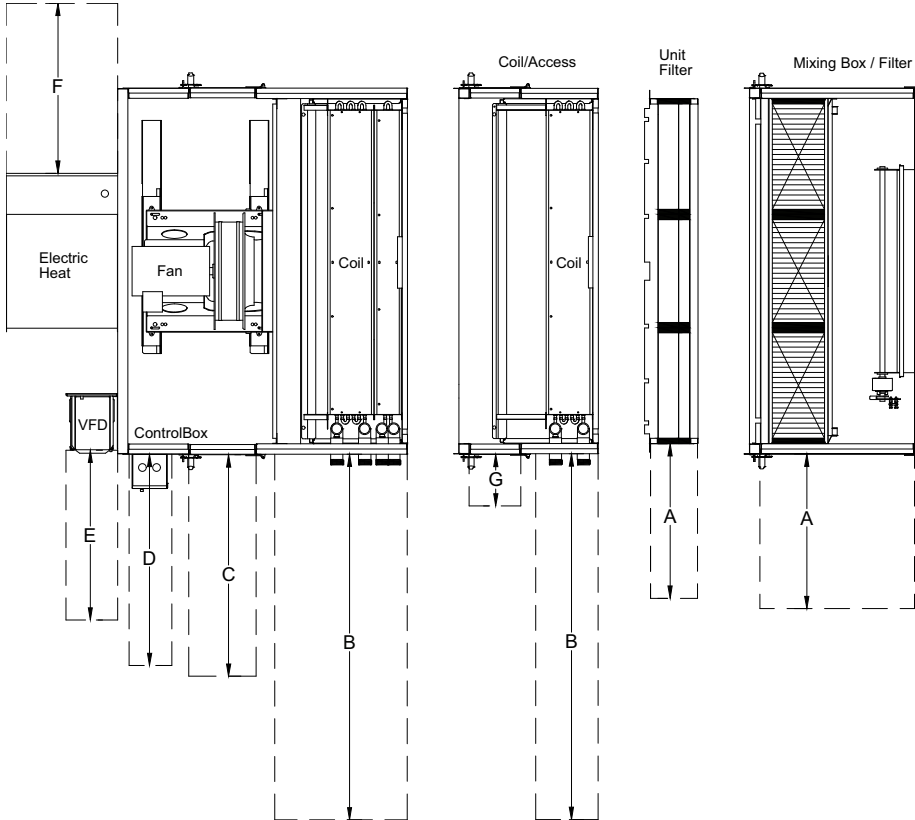 F
Coil/Access
Unit
Filter
Mixing Box / Filter
Electric
Heat
Fan
Coil
Coil
VFD
ControlBox
G
A
A
E
D
C
B
B